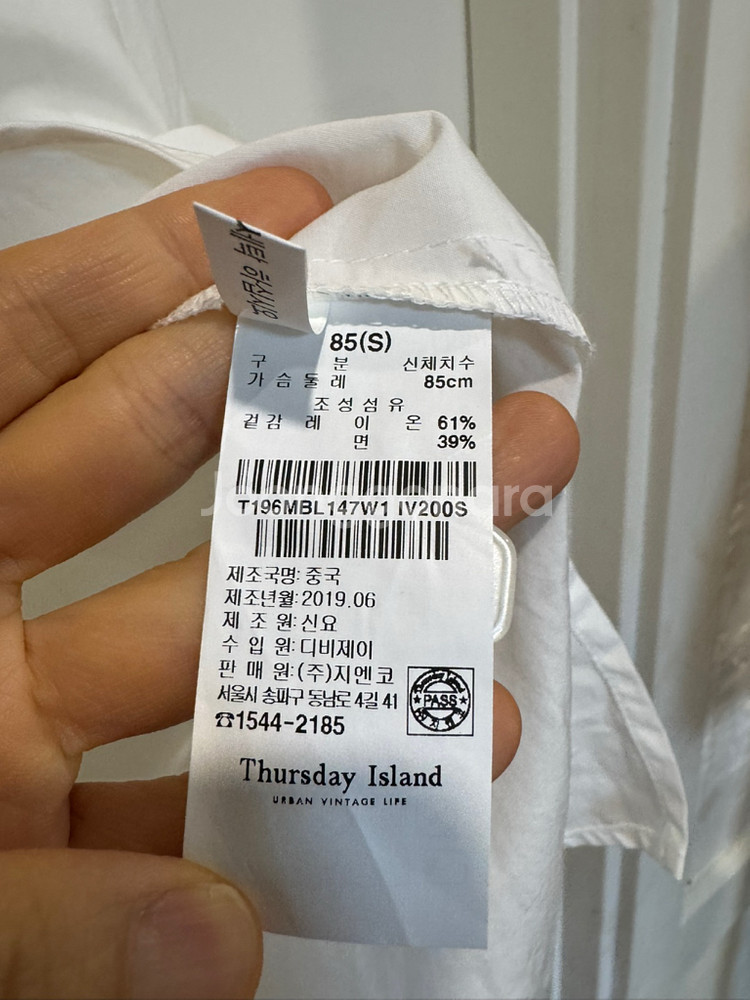 세탁
85(S)
구 분 신체치수
가슴둘레 85cm
조성섬유
겉감 레이온 61%
면 39%
T196MBL147W1 IV200S
제조국명:중국
제조년월:2019.06
제 조 원:신요
수 입 원:디비제이
판 매 원:(주)지엔코
서울시 송파구 동남로 4길 41
☎1544-2185
Thursday Island
PASS
Thursday Island
URBAN VINTAGE LIFE